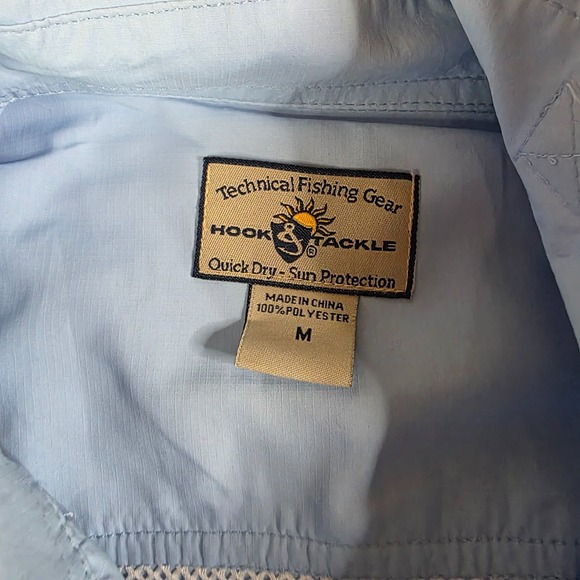 Technical Fishing Gear
HOOK & TACKLE ®
Quick Dry - Sun Protection
MADE IN CHINA
100% POLYESTER
M